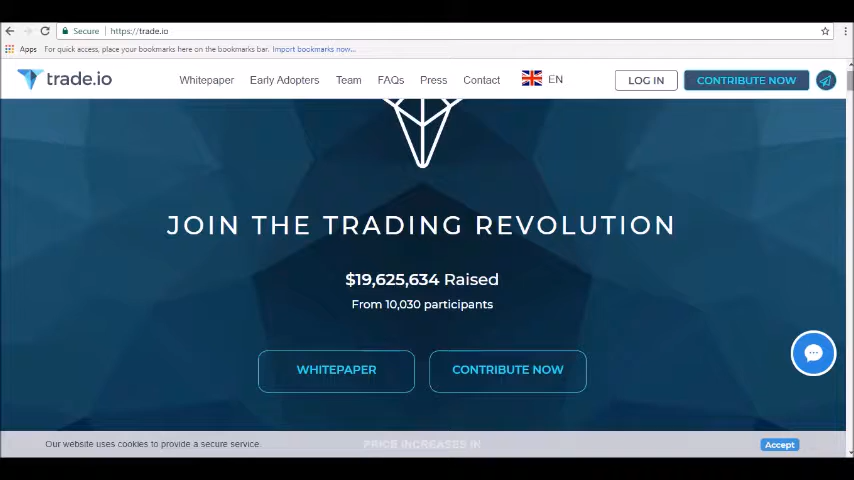 Secure https://trade.io
Apps For quick access, place your bookmarks here on the bookmarks bar. Import bookmarks now...
trade.io Whitepaper Early Adopters Team FAQs Press Contact EN LOG IN CONTRIBUTE NOW
JOIN THE TRADING REVOLUTION
$19,625,634 Raised
From 10,030 participants
WHITEPAPER CONTRIBUTE NOW
Our website uses cookies to provide a secure service. PRICE INCREASES IN Accept